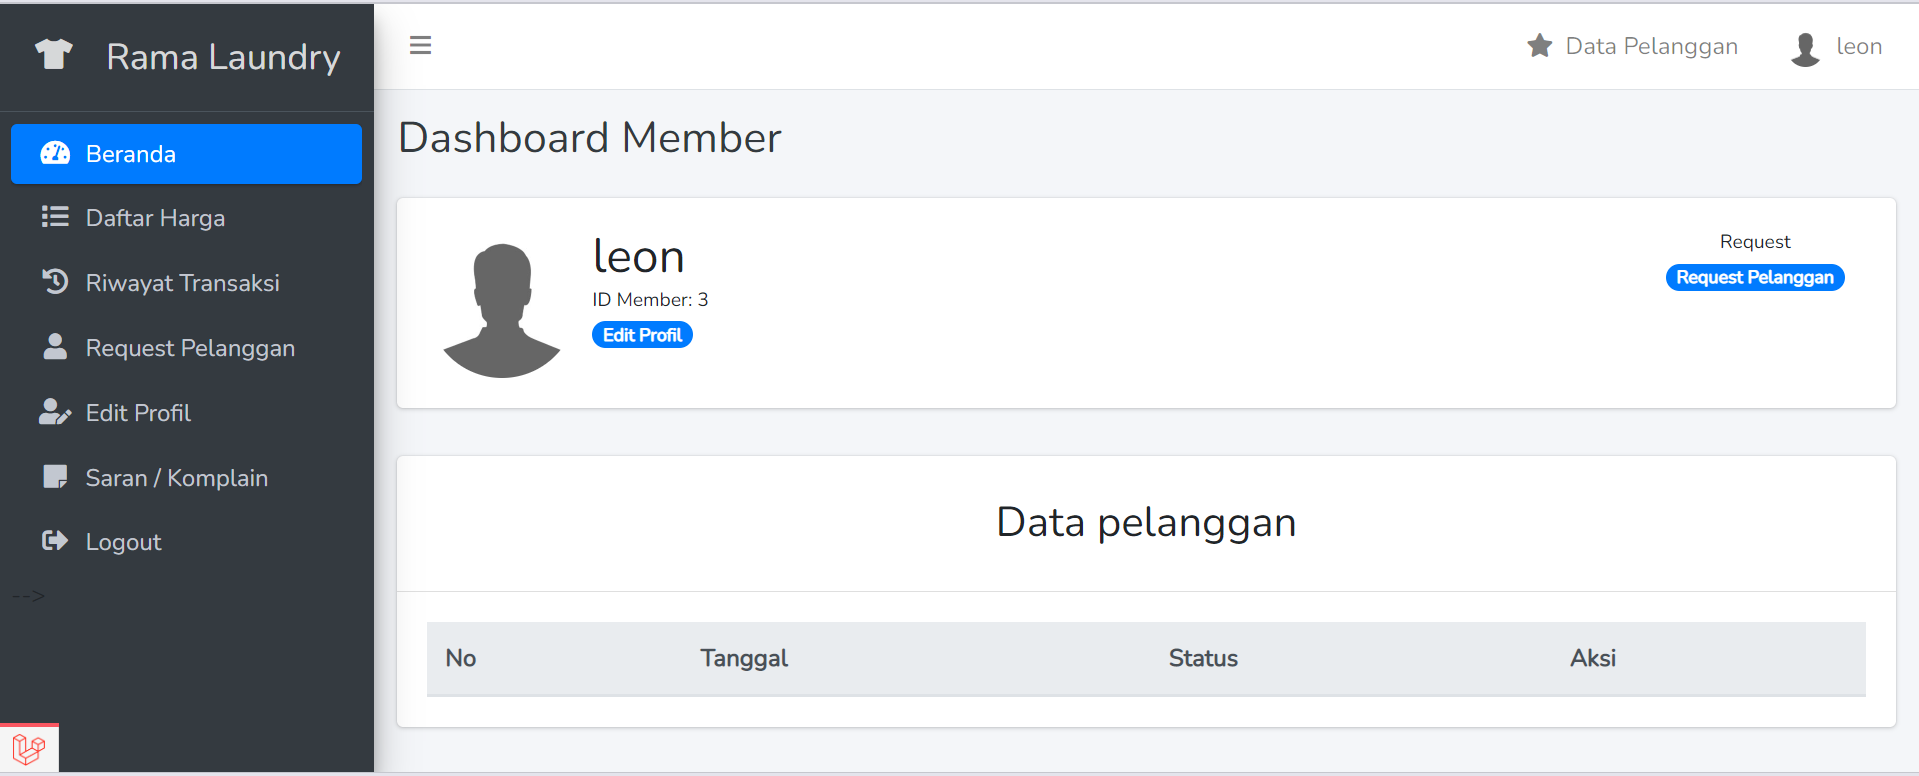 Rama Laundry
Data Pelanggan
leon
Beranda
Daftar Harga
Riwayat Transaksi
Request Pelanggan
Edit Profil
Saran / Komplain
Logout
-->
Dashboard Member
leon
ID Member: 3
Edit Profil
Request
Request Pelanggan
Data pelanggan
No Tanggal Status Aksi